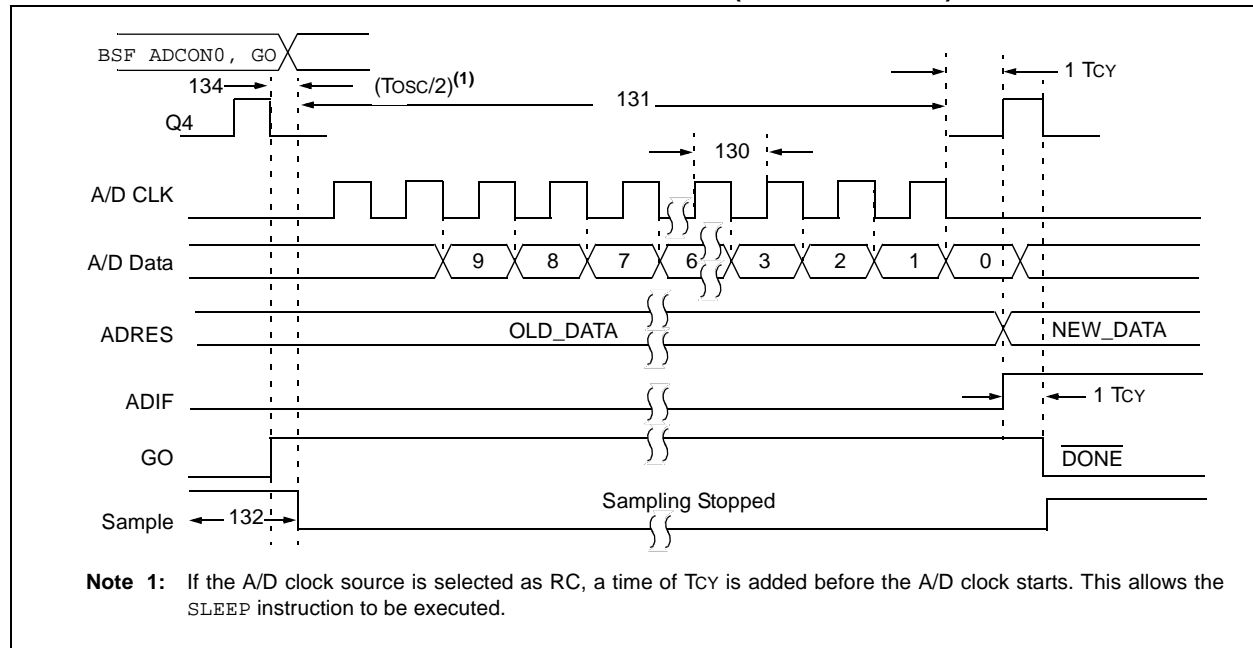 BSF ADCON0, GO
134
(TOSC/2)(1)
131
1 TCY
Q4
130
A/D CLK
A/D Data
9
8
7
6
3
2
1
0
ADRES
OLD_DATA
NEW_DATA
ADIF
1 TCY
GO
DONE
Sampling Stopped
Sample
132
Note 1: If the A/D clock source is selected as RC, a time of TCY is added before the A/D clock starts. This allows the
SLEEP instruction to be executed.